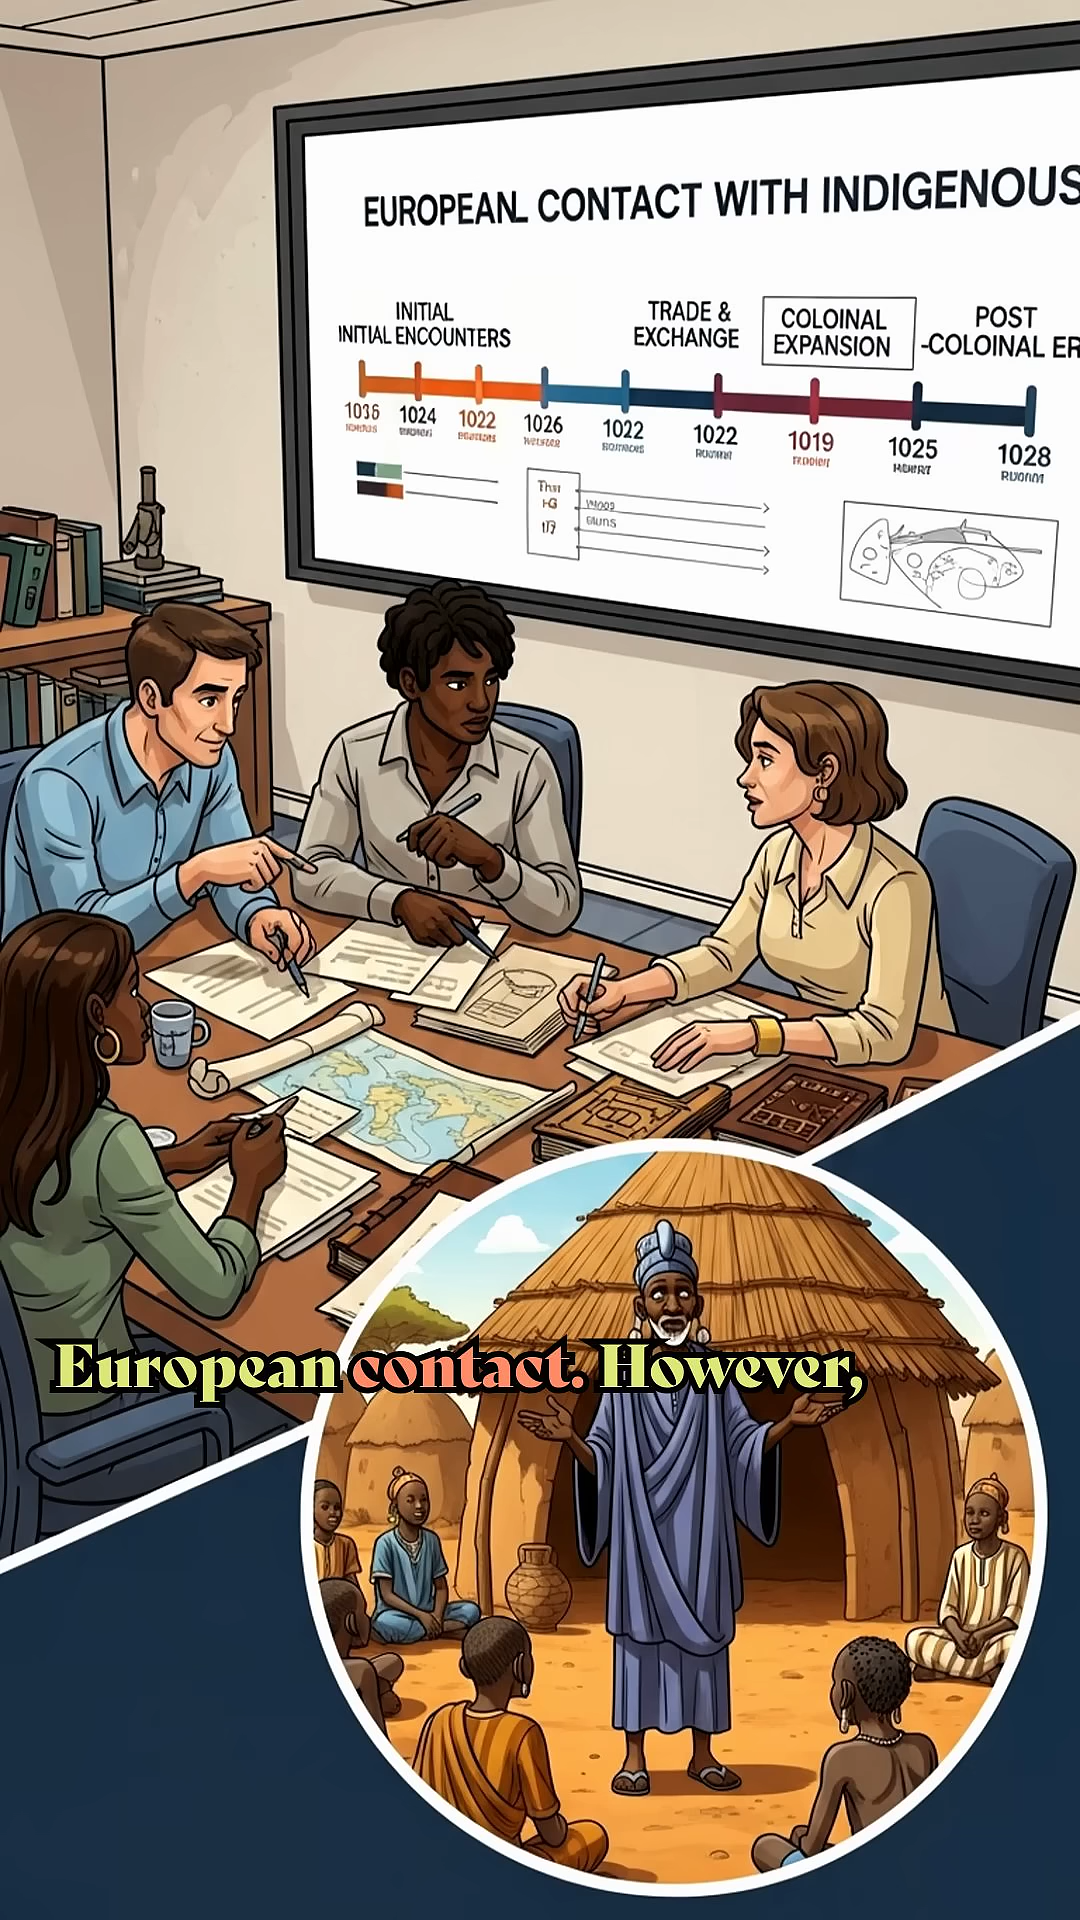 EUROPEAN. CONTACT WITH INDIGENOUS
INITIAL
INITIAL ENCOUNTERS
TRADE &
EXCHANGE
COLOINAL
EXPANSION
POST
-COLOINAL ER
1036 1024 1022 1026 1022 1022 1019 1025 1028
European contact. However,